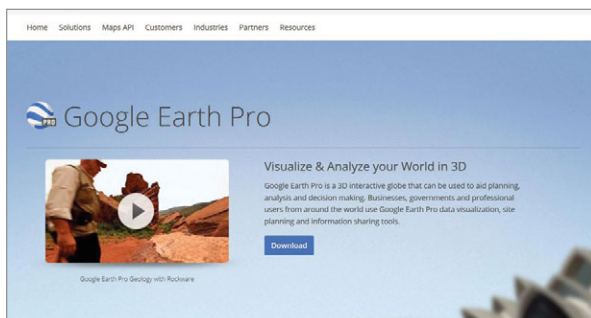 Home Solutions Maps API Customers Industries Partners Resources
PRO
Google Earth Pro
Visualize & Analyze your World in 3D
Google Earth Pro is a 3D interactive globe that can be used to aid planning,
analysis and decision making. Businesses, governments and professional
users from around the world use Google Earth Pro data visualization, site
planning and information sharing tools.
Download
Google Earth Pro Geology with Rockware